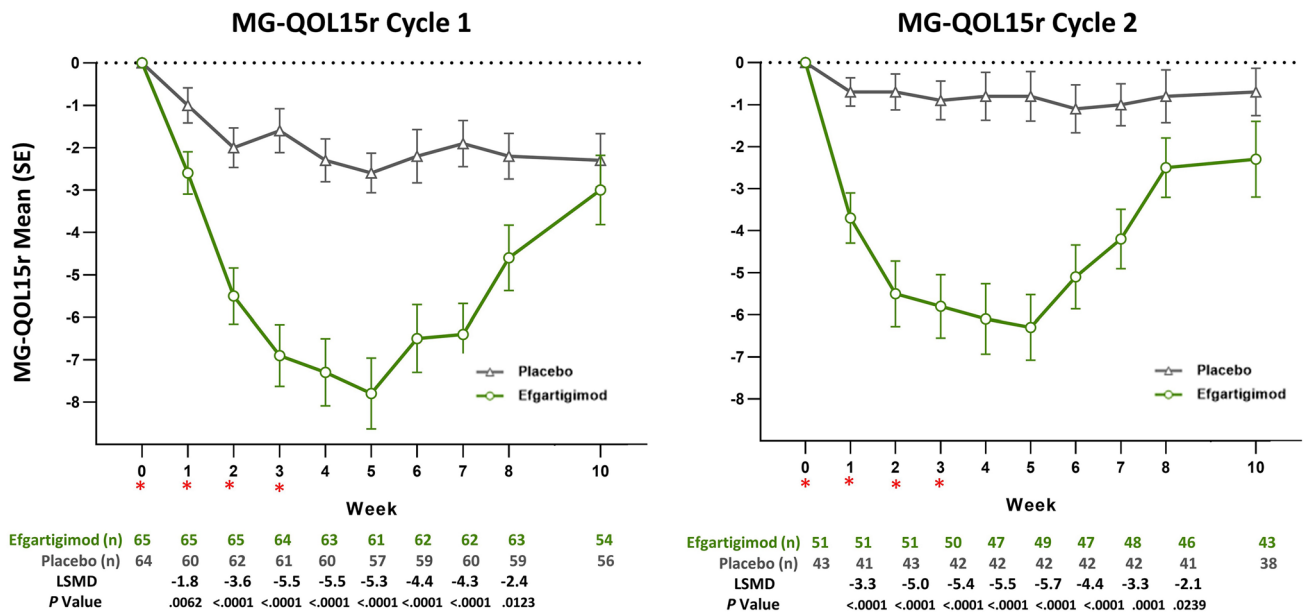 MG-QOL15r Cycle 1
MG-QOL15r Mean (SE)
0
-1
-2
-3
-4
-5
-6
-7
-8
Placebo
Efgartigimod
0 1 2 3 4 5 6 7 8 10
* * * *
Week
Efgartigimod (n) 65 65 65 64 63 61 62 62 63 54
Placebo (n) 64 60 62 61 60 57 59 60 59 56
LSMD -1.8 -3.6 -5.5 -5.5 -5.3 -4.4 -4.3 -2.4
P Value .0062 <.0001 <.0001 <.0001 <.0001 <.0001 <.0001 .0123
MG-QOL15r Cycle 2
0
-1
-2
-3
-4
-5
-6
-7
-8
Placebo
Efgartigimod
0 1 2 3 4 5 6 7 8 10
* * * *
Week
Efgartigimod (n) 51 51 51 50 47 49 47 48 46 43
Placebo (n) 43 41 43 42 42 42 42 42 41 38
LSMD -3.3 -5.0 -5.4 -5.5 -5.7 -4.4 -3.3 -2.1
P Value <.0001 <.0001 <.0001 <.0001 <.0001 <.0001 .0001 .0239